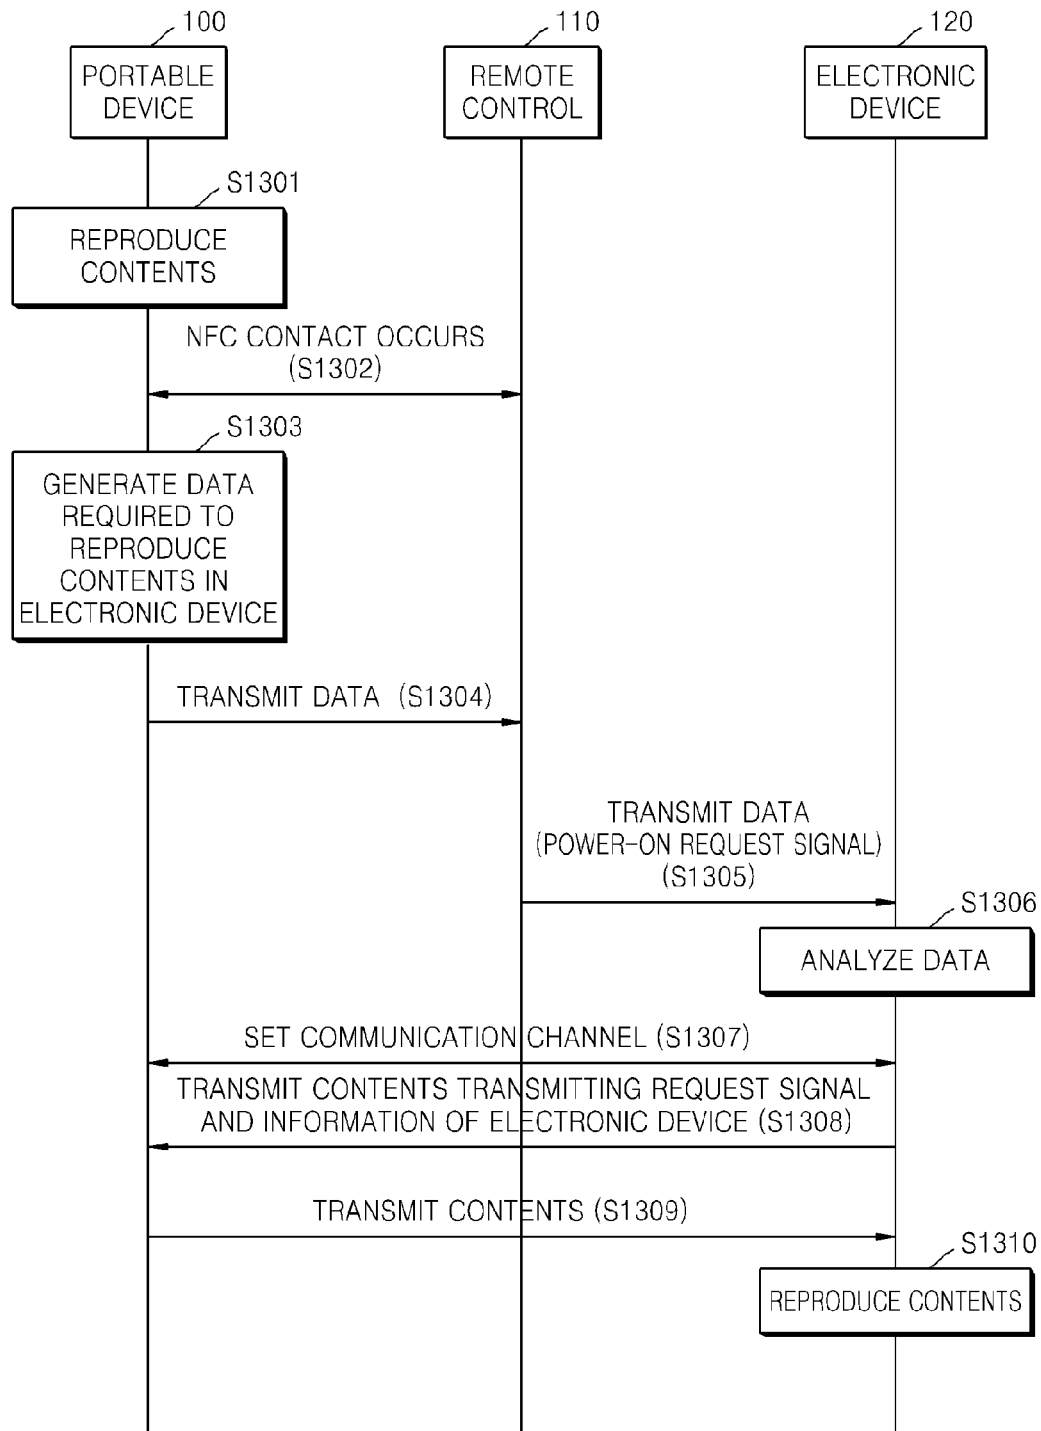 100
110
120
PORTABLE
DEVICE
REMOTE
CONTROL
ELECTRONIC
DEVICE
S1301
REPRODUCE
CONTENTS
NFC CONTACT OCCURS
(S1302)
S1303
GENERATE DATA
REQUIRED TO
REPRODUCE
CONTENTS IN
ELECTRONIC DEVICE
TRANSMIT DATA (S1304)
TRANSMIT DATA
(POWER-ON REQUEST SIGNAL)
(S1305)
S1306
ANALYZE DATA
SET COMMUNICATION CHANNEL (S1307)
TRANSMIT CONTENTS TRANSMITTING REQUEST SIGNAL
AND INFORMATION OF ELECTRONIC DEVICE (S1308)
TRANSMIT CONTENTS (S1309)
S1310
REPRODUCE CONTENTS